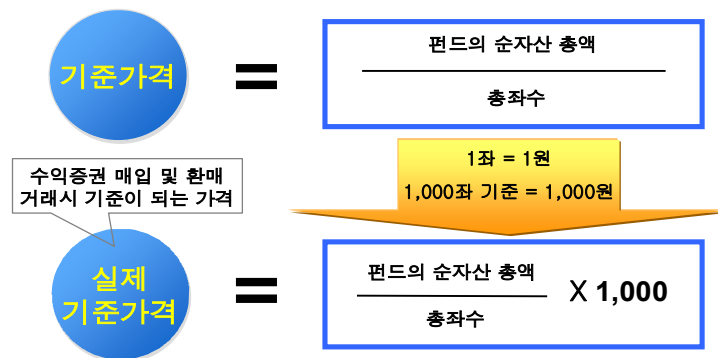 기준가격
=
펀드의 순자산 총액
총좌수
1좌 = 1원
1,000좌 기준 = 1,000원
수익증권 매입 및 환매
거래시 기준이 되는 가격
실제
기준가격
=
펀드의 순자산 총액
총좌수
X 1,000